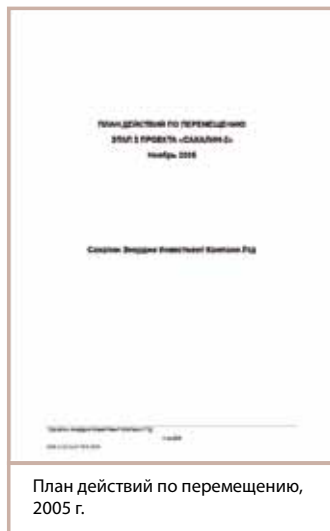 ПЛАН ДЕЙСТВИЙ ПО ПЕРЕМЕЩЕНИЮ
ЭТАП 2 ПРОЕКТА «САХАЛИН-2»
Ноябрь 2005
Сахалин Энерджи Инвестмент Компани Лтд
План действий по перемещению,
2005 г.